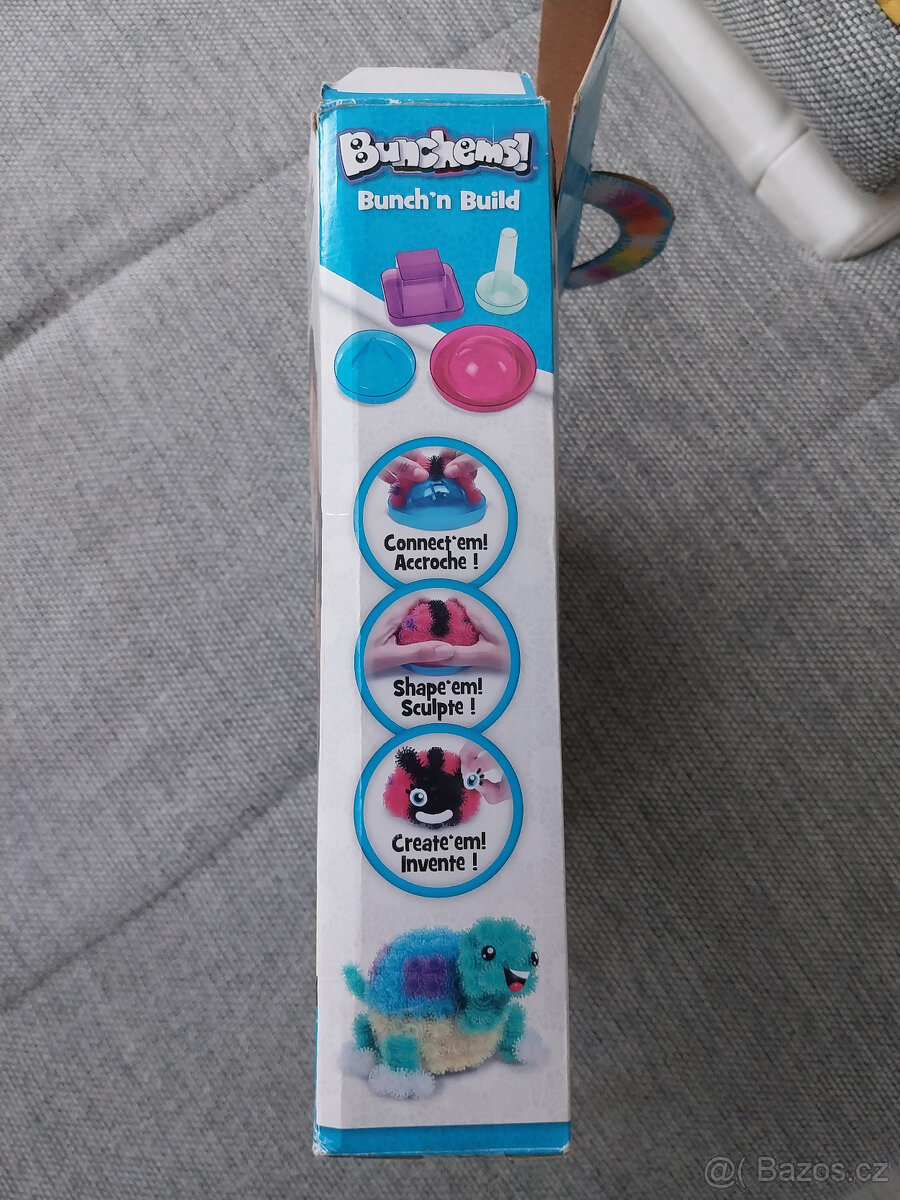 Bunchems!
Bunch'n Build
Connect'em!
Accroche !
Shape'em!
Sculpte !
Create'em!
Invente !
@( Bazos.cz